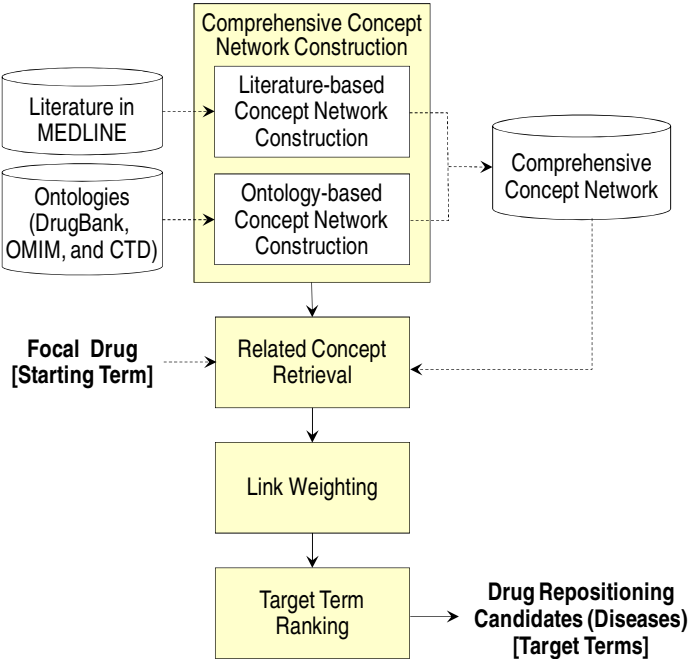 Comprehensive Concept
Network Construction
Literature in
MEDLINE
Literature-based
Concept Network
Construction
Ontologies
(DrugBank,
OMIM, and CTD)
Ontology-based
Concept Network
Construction
Comprehensive
Concept Network
Focal Drug
[Starting Term]
Related Concept
Retrieval
Link Weighting
Target Term
Ranking
Drug Repositioning
Candidates (Diseases)
[Target Terms]